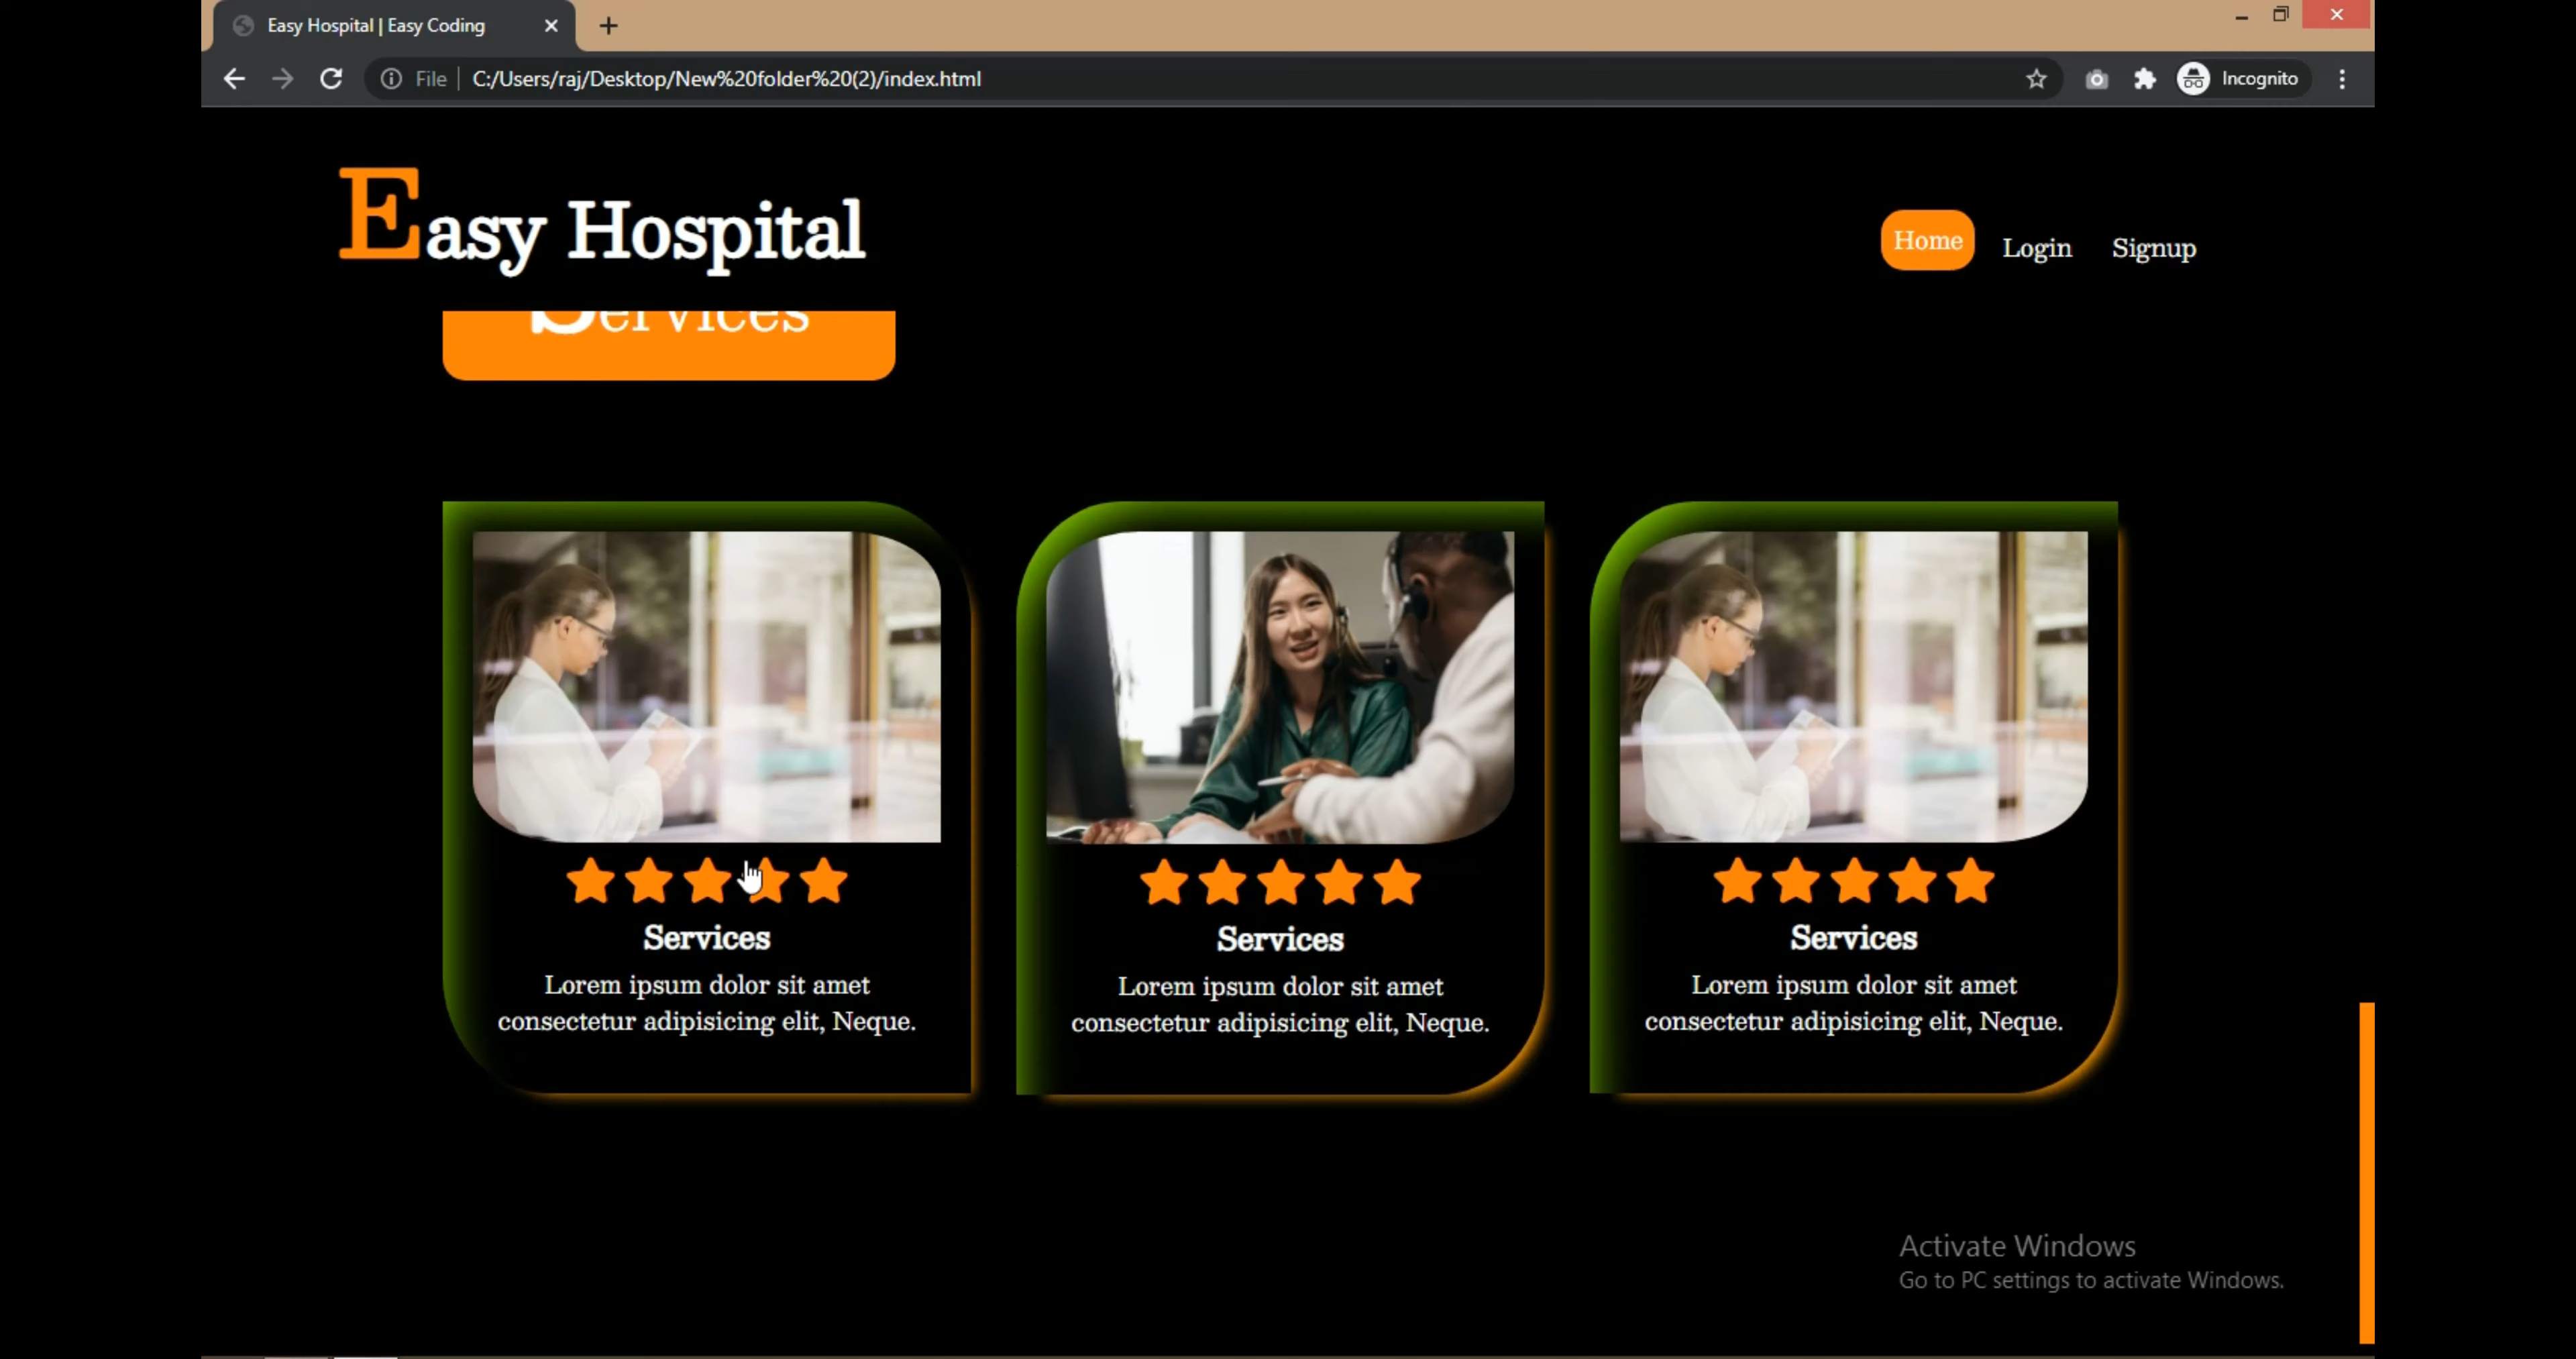 Easy Hospital | Easy Coding
File C:/Users/raj/Desktop/New%20folder%20(2)/index.html
Incognito
Easy Hospital
Home Login Signup
Services
Services
Lorem ipsum dolor sit amet
consectetur adipisicing elit, Neque.
Services
Lorem ipsum dolor sit amet
consectetur adipisicing elit, Neque.
Services
Lorem ipsum dolor sit amet
consectetur adipisicing elit, Neque.
Activate Windows
Go to PC settings to activate Windows.